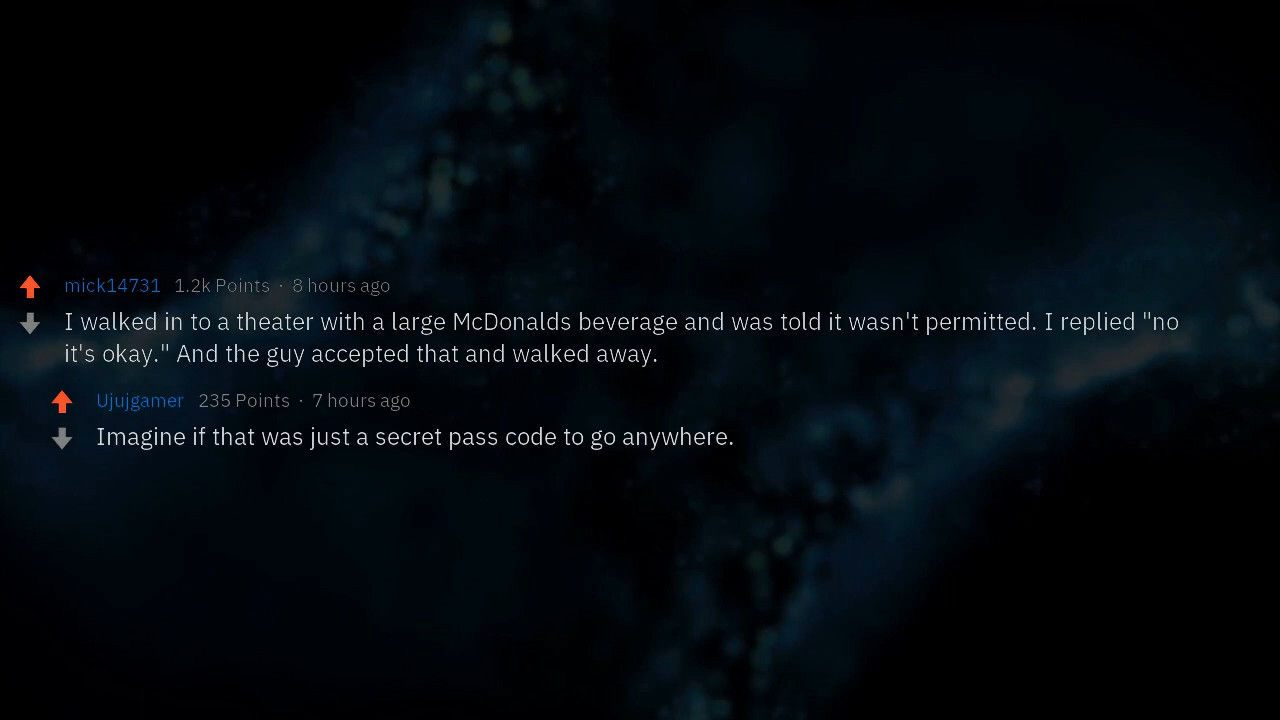 mick14731 1.2k Points · 8 hours ago
I walked in to a theater with a large McDonalds beverage and was told it wasn't permitted. I replied "no
it's okay." And the guy accepted that and walked away.
Ujujgamer 235 Points · 7 hours ago
Imagine if that was just a secret pass code to go anywhere.